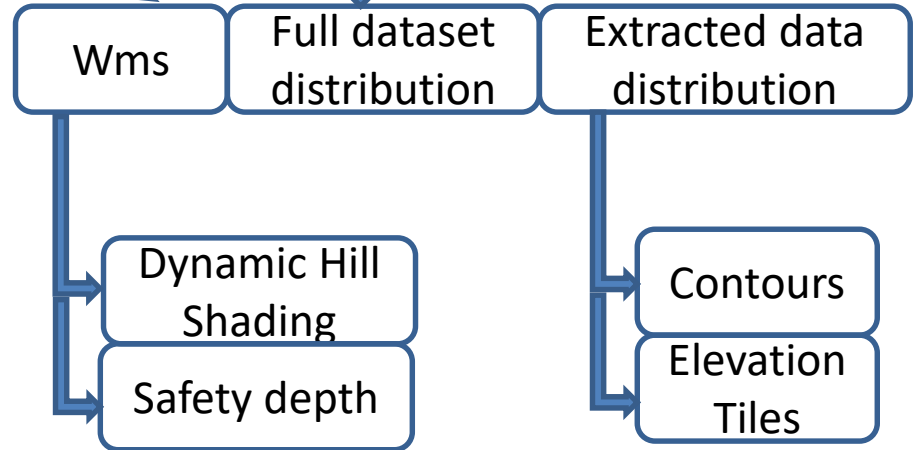 Wms
Full dataset
distribution
Extracted data
distribution
Dynamic Hill
Shading
Safety depth
Contours
Elevation
Tiles